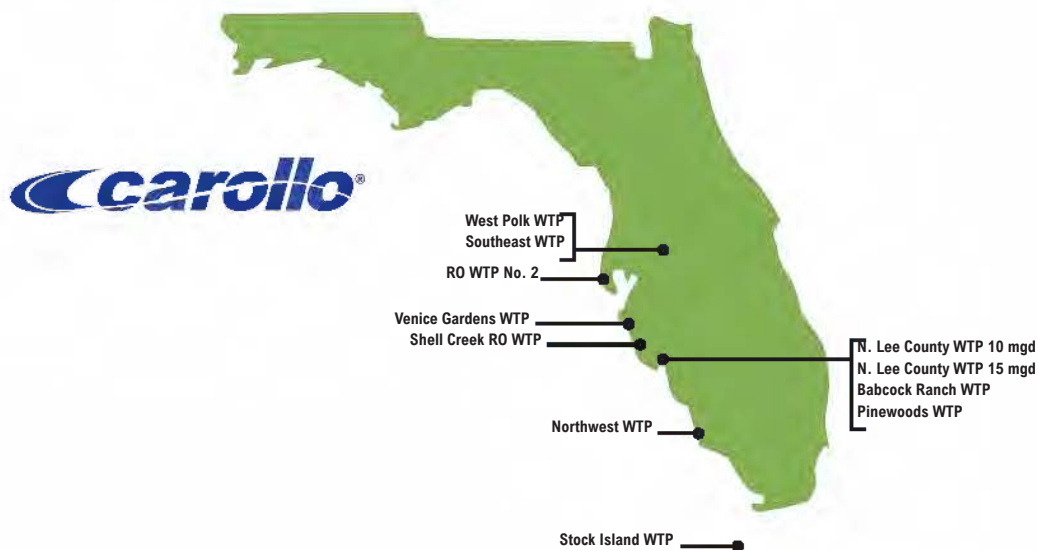 carollo®
West Polk WTP
Southeast WTP
RO WTP No. 2
Venice Gardens WTP
Shell Creek RO WTP
N. Lee County WTP 10 mgd
N. Lee County WTP 15 mgd
Babcock Ranch WTP
Pinewoods WTP
Northwest WTP
Stock Island WTP